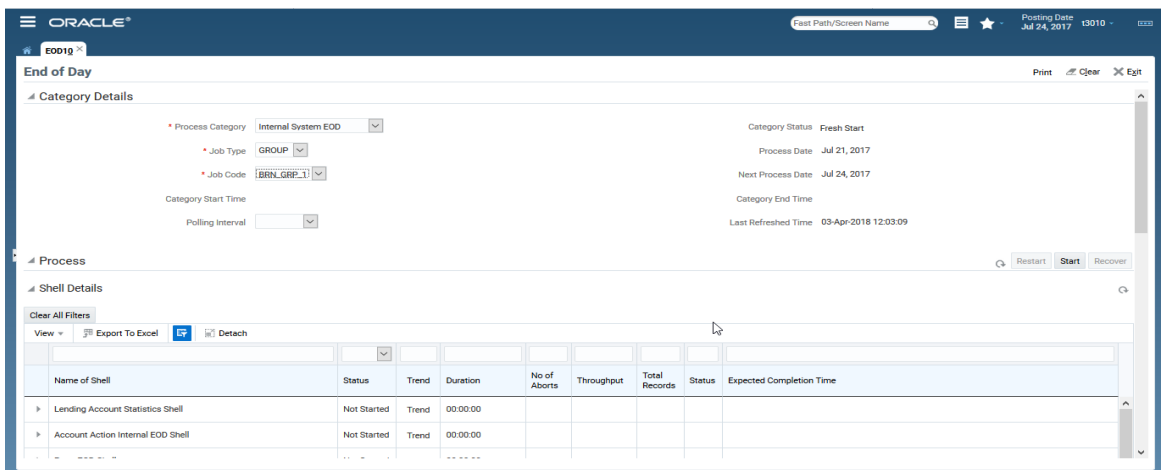 ORACLE® Fast Path/Screen Name Posting Date t3010
Jul 24, 2017
EOD10
End of Day Print Clear Exit
Category Details
* Process Category Internal System EOD Category Status Fresh Start
* Job Type GROUP Process Date Jul 21, 2017
* Job Code BRN_GRP_1 Next Process Date Jul 24, 2017
Category Start Time Category End Time
Polling Interval Last Refreshed Time 03-Apr-2018 12:03:09
Process Restart Start Recover
Shell Details
Clear All Filters
View Export To Excel Detach
Name of Shell Status Trend Duration No of Aborts Throughput Total Records Status Expected Completion Time
Lending Account Statistics Shell Not Started Trend 00:00:00
Account Action Internal EOD Shell Not Started Trend 00:00:00